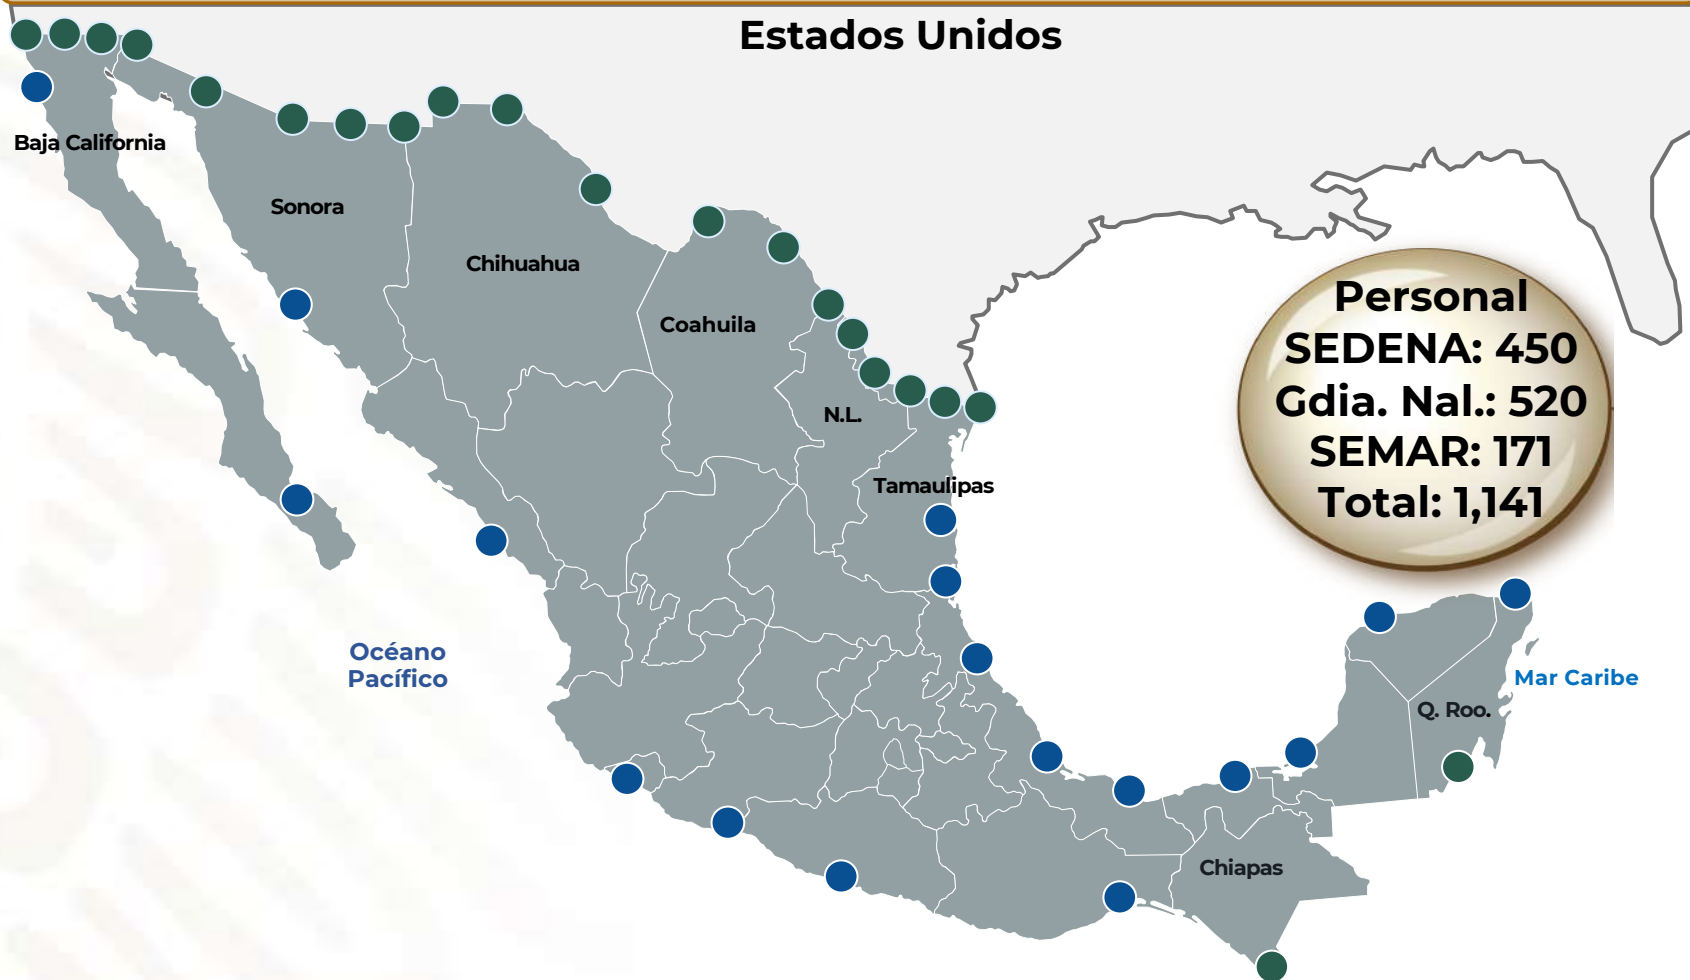 Estados Unidos
Baja California
Sonora
Chihuahua
Coahuila
N.L.
Tamaulipas
Personal
SEDENA: 450
Gdia. Nal.: 520
SEMAR: 171
Total: 1,141
Océano
Pacífico
Mar Caribe
Q. Roo.
Chiapas